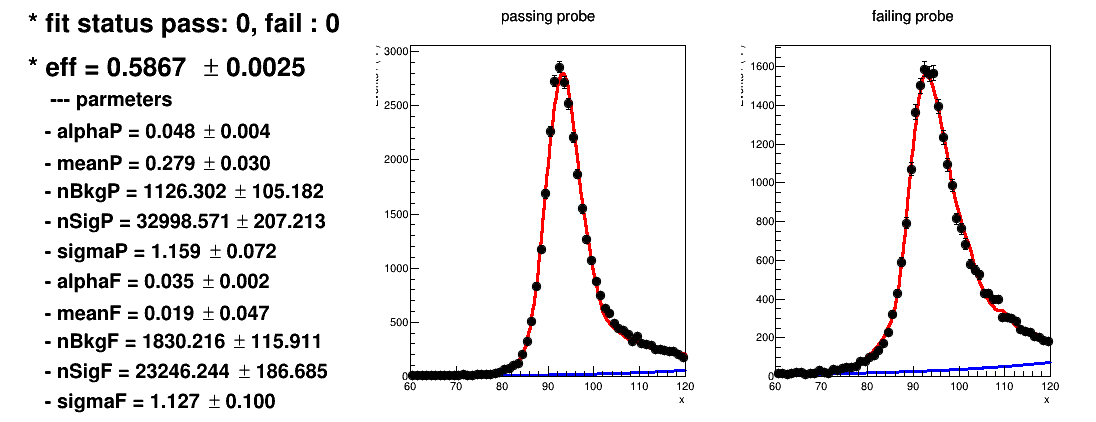 * fit status pass: 0, fail : 0
* eff = 0.5867 ± 0.0025
--- parmeters
- alphaP = 0.048 ± 0.004
- meanP = 0.279 ± 0.030
- nBkgP = 1126.302 ± 105.182
- nSigP = 32998.571 ± 207.213
- sigmaP = 1.159 ± 0.072
- alphaF = 0.035 ± 0.002
- meanF = 0.019 ± 0.047
- nBkgF = 1830.216 ± 115.911
- nSigF = 23246.244 ± 186.685
- sigmaF = 1.127 ± 0.100
passing probe
3000
2500
2000
1500
1000
500
0
60 70 80 90 100 110 120
x
failing probe
1600
1400
1200
1000
800
600
400
200
0
60 70 80 90 100 110 120
x